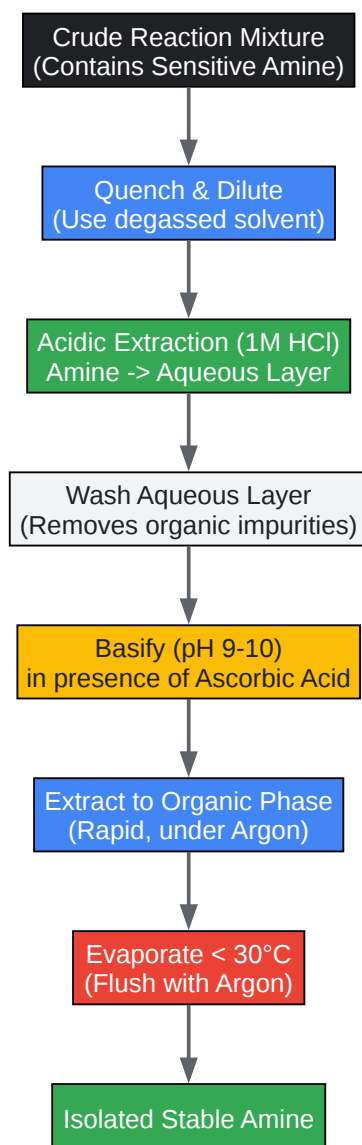 Crude Reaction Mixture
(Contains Sensitive Amine)
Quench & Dilute
(Use degassed solvent)
Acidic Extraction (1M HCl)
Amine -> Aqueous Layer
Wash Aqueous Layer
(Removes organic impurities)
Basify (pH 9-10)
in presence of Ascorbic Acid
Extract to Organic Phase
(Rapid, under Argon)
Evaporate < 30°C
(Flush with Argon)
Isolated Stable Amine